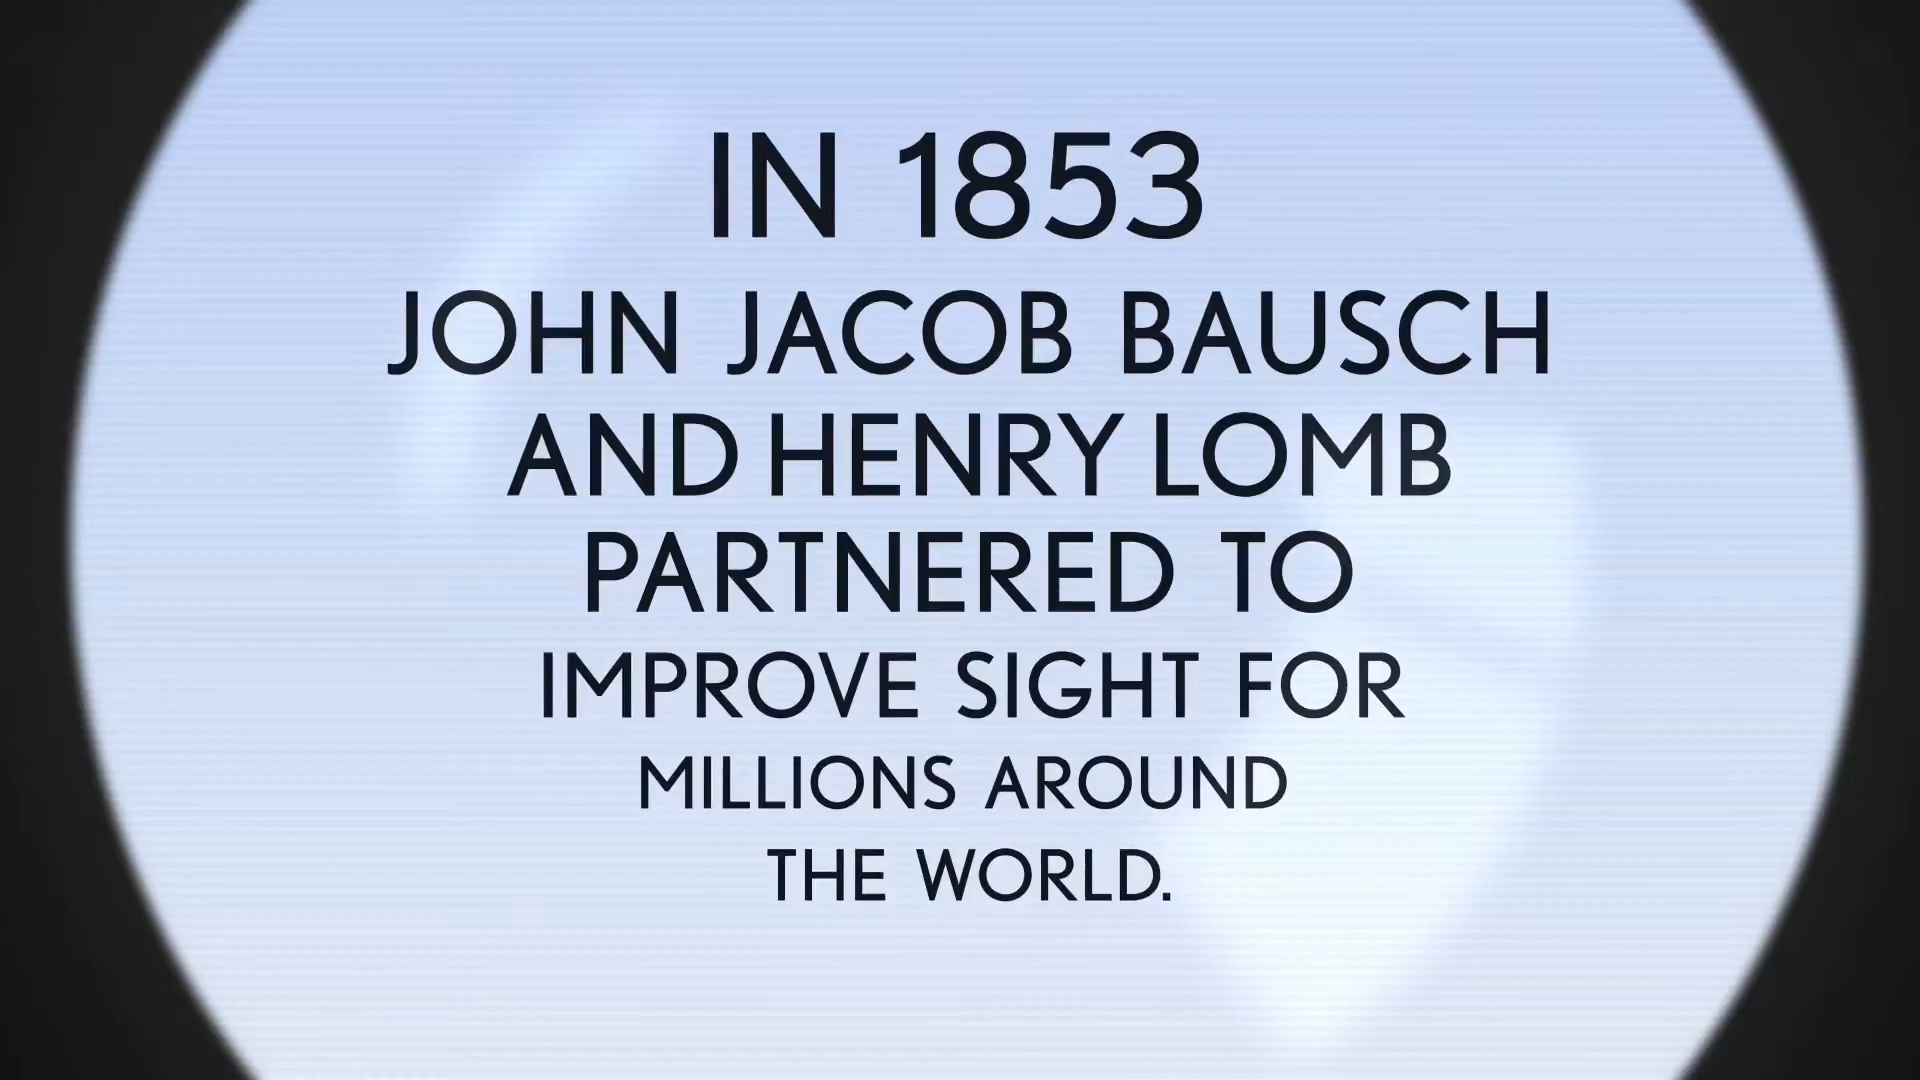 IN 1853
JOHN JACOB BAUSCH
AND HENRY LOMB
PARTNERED TO
IMPROVE SIGHT FOR
MILLIONS AROUND
THE WORLD.